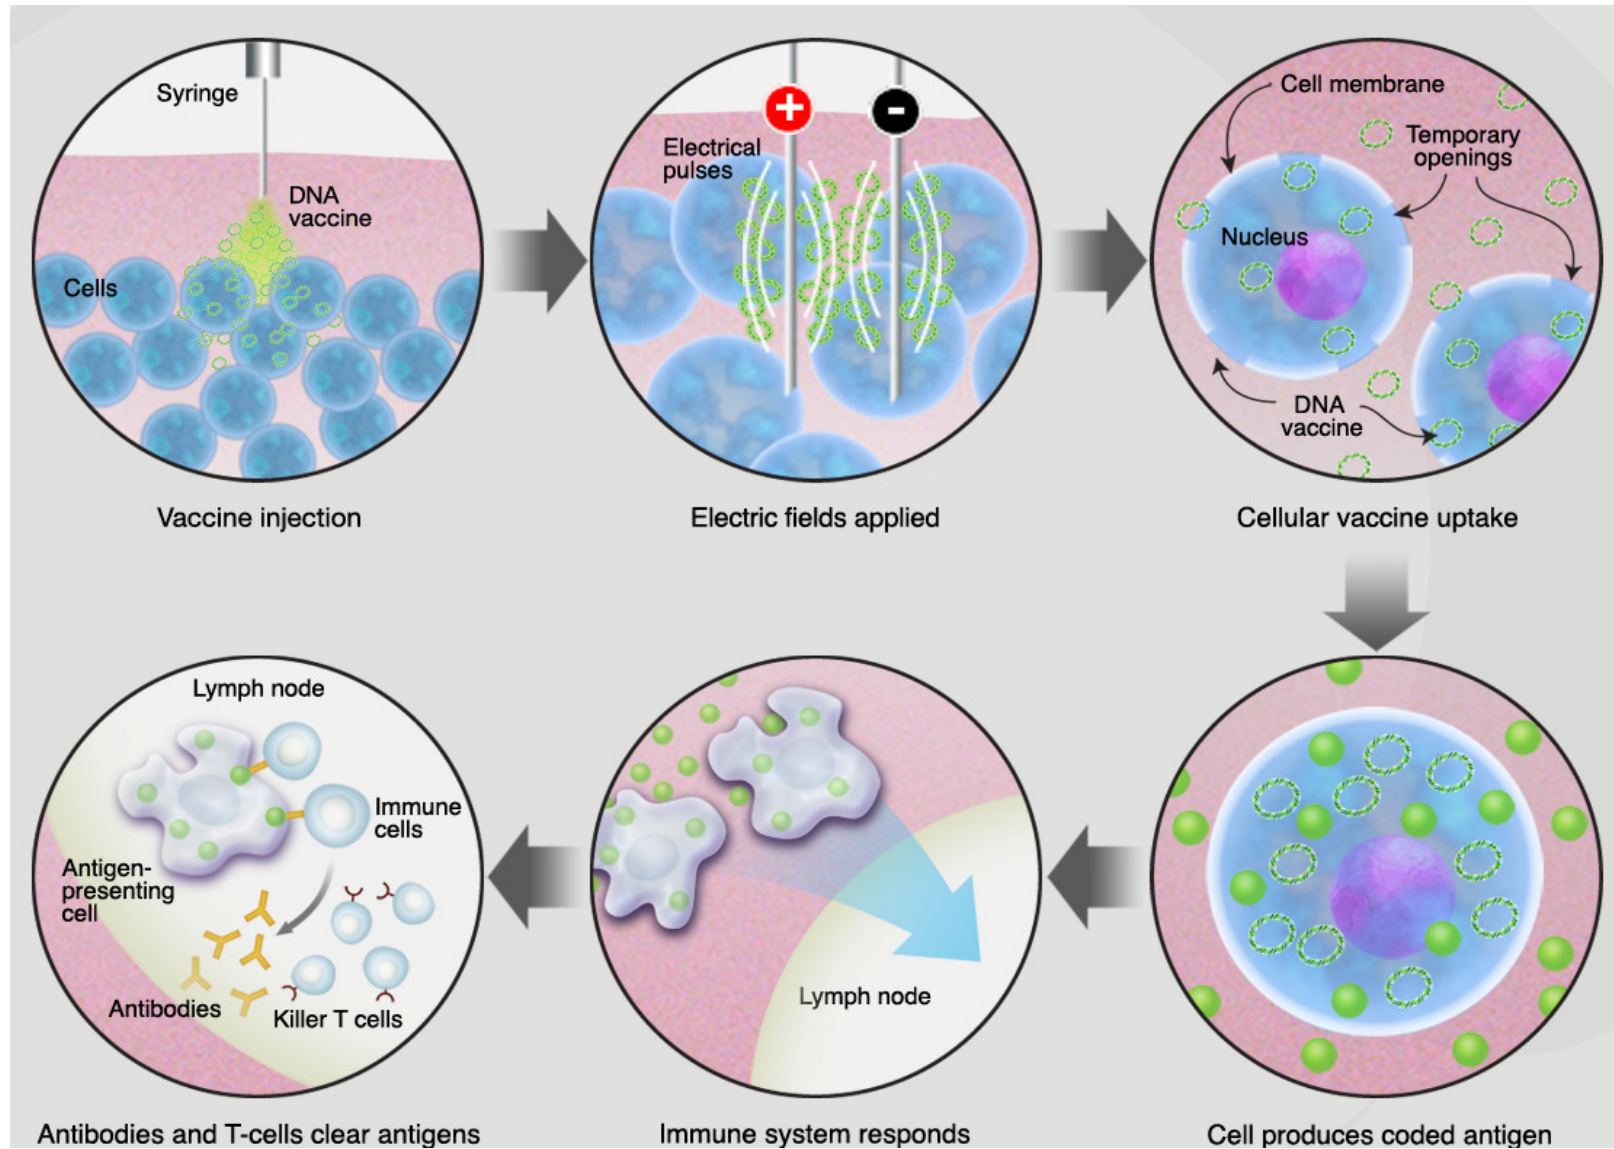 Syringe
DNA
vaccine
Cells
Vaccine injection
+
-
Electrical
pulses
Electric fields applied
Cell membrane
Temporary
openings
Nucleus
DNA
vaccine
Cellular vaccine uptake
Cell produces coded antigen
Lymph node
Immune system responds
Lymph node
Immune
cells
Antigen-
presenting
cell
Antibodies
Killer T cells
Antibodies and T-cells clear antigens